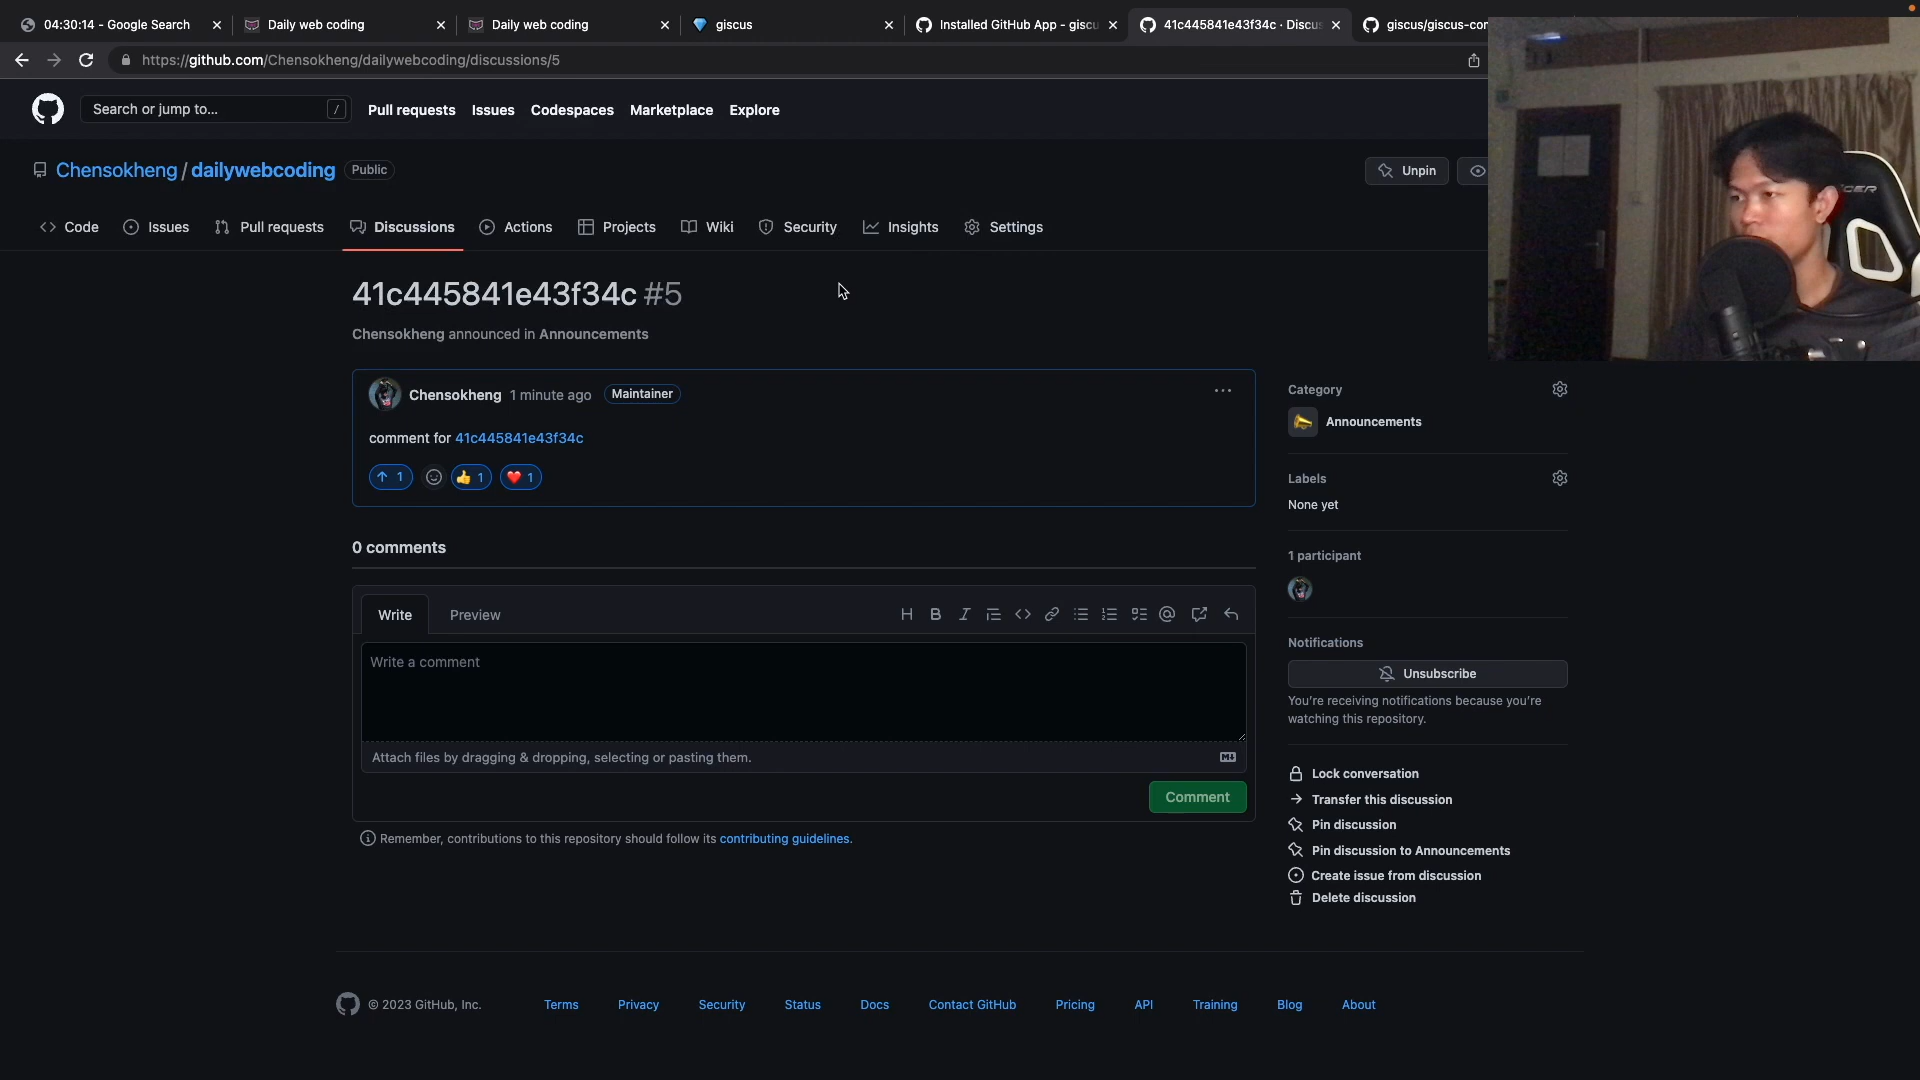 04:30:14 - Google Search
Daily web coding
Daily web coding
giscus
Installed GitHub App - giscu
41c445841e43f34c · Discus
giscus/giscus-con
https://github.com/Chensokheng/dailywebcoding/discussions/5
Search or jump to... /
Pull requests Issues Codespaces Marketplace Explore
Chensokheng / dailywebcoding Public
Unpin
Code Issues Pull requests Discussions Actions Projects Wiki Security Insights Settings
41c445841e43f34c #5
Chensokheng announced in Announcements
Chensokheng 1 minute ago Maintainer ...
comment for 41c445841e43f34c
↑ 1 👍 1 ❤️ 1
0 comments
Write Preview
Write a comment
Attach files by dragging & dropping, selecting or pasting them.
Comment
Remember, contributions to this repository should follow its contributing guidelines.
Category
Announcements
Labels
None yet
1 participant
Notifications
Unsubscribe
You're receiving notifications because you're
watching this repository.
Lock conversation
Transfer this discussion
Pin discussion
Pin discussion to Announcements
Create issue from discussion
Delete discussion
© 2023 GitHub, Inc. Terms Privacy Security Status Docs Contact GitHub Pricing API Training Blog About